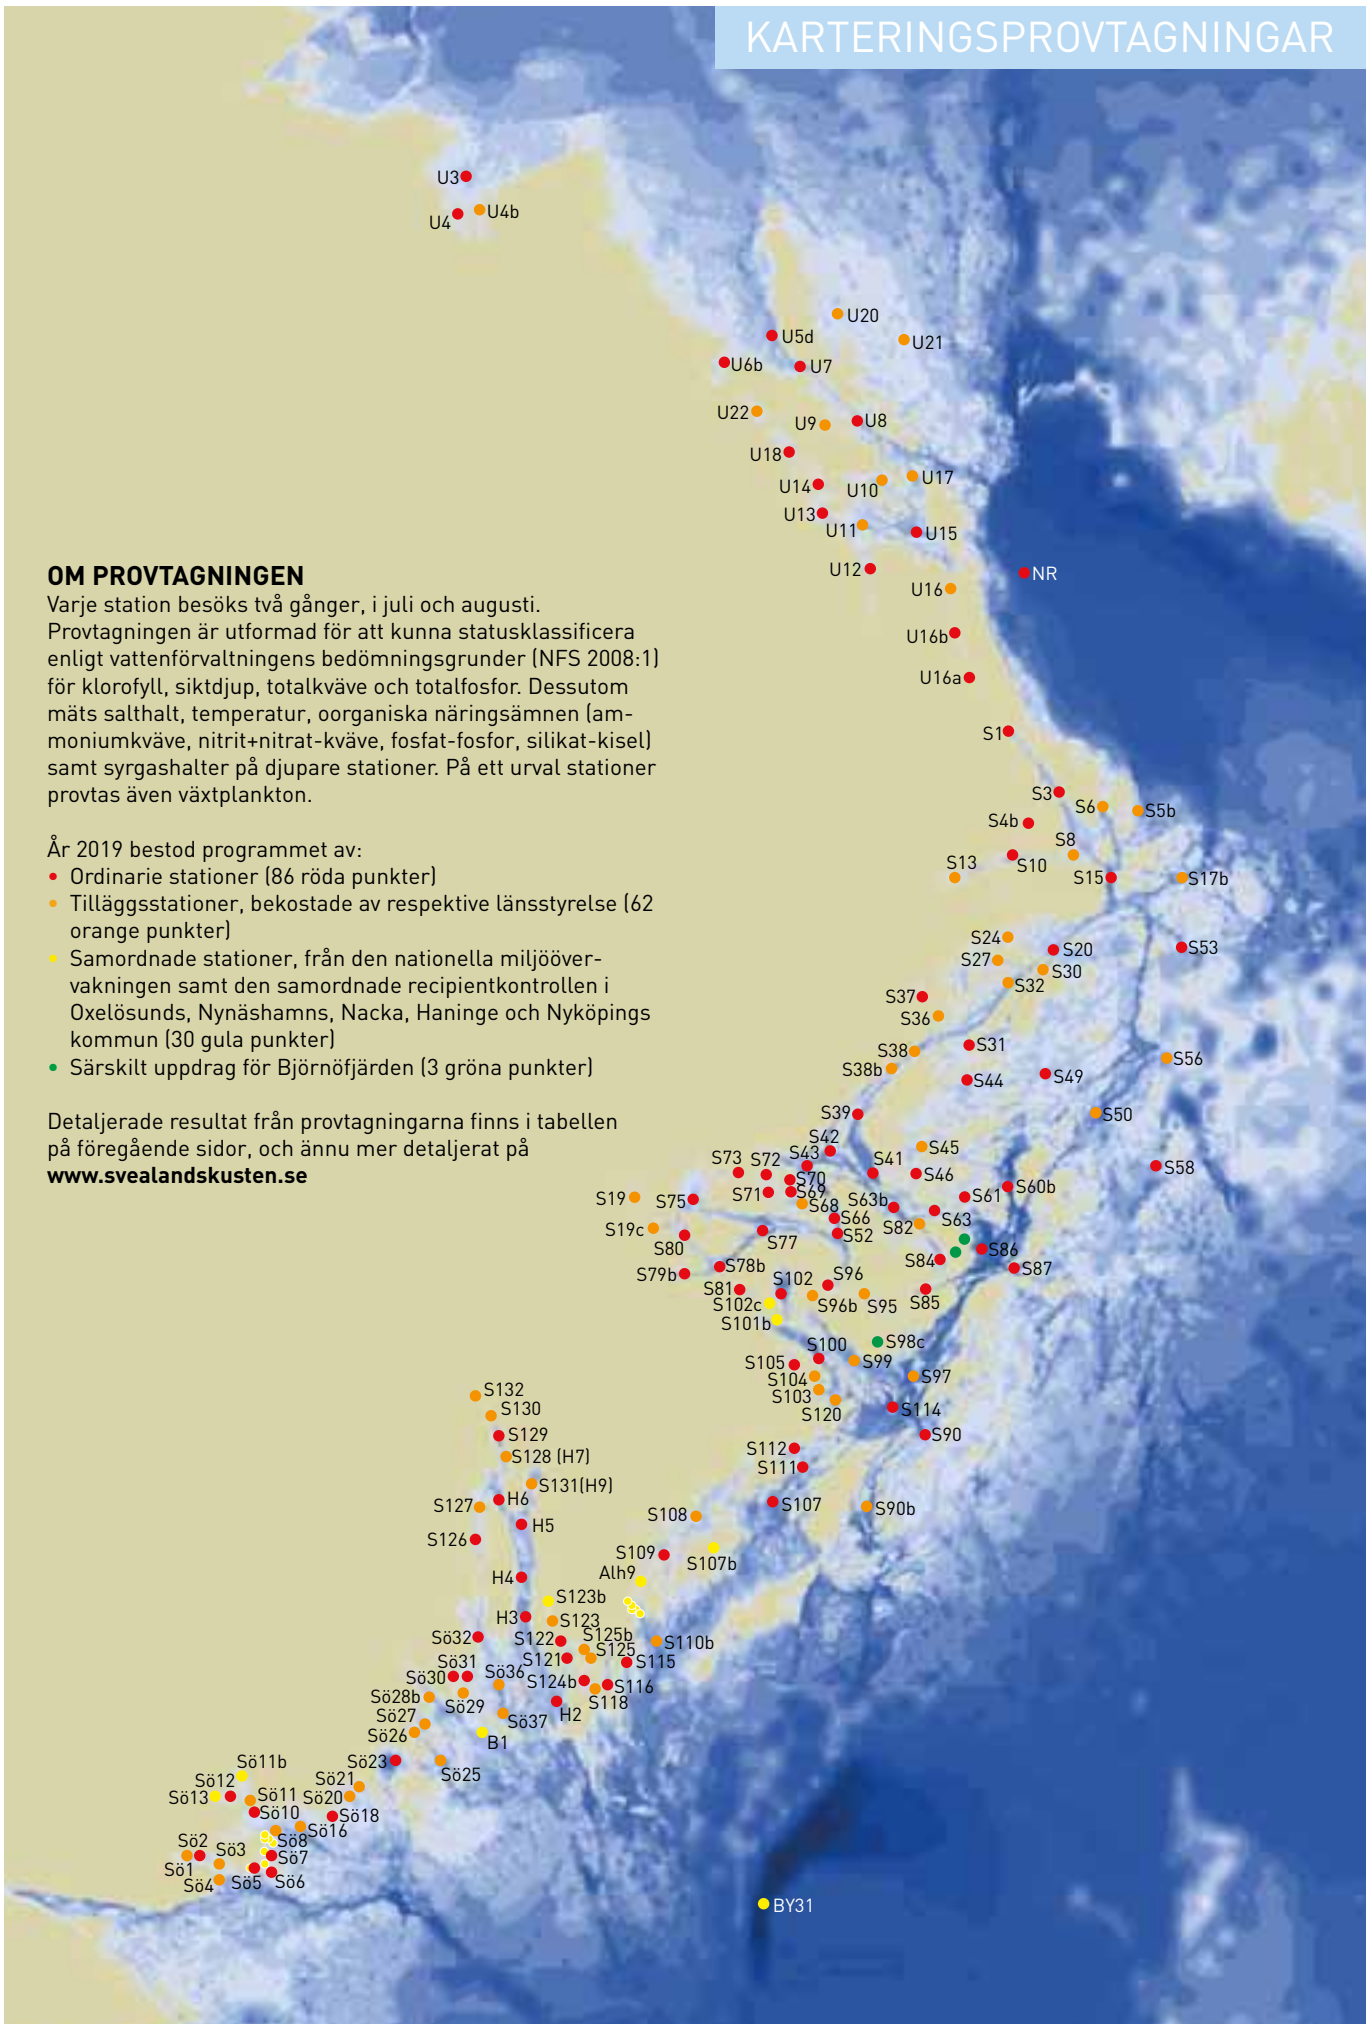 KARTERINGSPROVTAGNINGAR
U3
U4
U4b
U20
U5d
U21
U6b
U7
U22
U9
U8
U18
U14
U10
U17
U13
U11
U15
U12
NR
U16
U16b
U16a
OM PROVTAGNINGEN
Varje station besöks två gånger, i juli och augusti.
Provtagningen är utformad för att kunna statusklassificera
enligt vattenförvaltningens bedömningsgrunder (NFS 2008:1)
för klorofyll, siktdjup, totalkväve och totalfosfor. Dessutom
mäts salthalt, temperatur, oorganiska näringsämnen (am-
moniumkväve, nitrit+nitrat-kväve, fosfat-fosfor, silikat-kisel)
samt syrgashalter på djupare stationer. På ett urval stationer
provtas även växtplankton.
År 2019 bestod programmet av:
• Ordinarie stationer (86 röda punkter)
• Tilläggsstationer, bekostade av respektive länsstyrelse (62
orange punkter)
• Samordnade stationer, från den nationella miljööver-
vakningen samt den samordnade recipientkontrollen i
Oxelösunds, Nynäshamns, Nacka, Haninge och Nyköpings
kommun (30 gula punkter)
• Särskilt uppdrag för Björnöfjärden (3 gröna punkter)
Detaljerade resultat från provtagningarna finns i tabellen
på föregående sidor, och ännu mer detaljerat på
www.svealandskusten.se
S1
S3
S6
S5b
S4b
S8
S13
S10
S15
S17b
S24
S20
S53
S27
S30
S32
S37
S36
S31
S38
S56
S38b
S44
S49
S39
S50
S42
S45
S43
S73
S72
S41
S46
S58
S70
S71
S69
S60b
S19
S75
S68
S63b
S61
S66
S82
S63
S19c
S80
S77
S52
S86
S84
S87
S79b
S78b
S81
S102
S96
S102c
S96b
S95
S85
S101b
S98c
S100
S105
S99
S104
S97
S103
S120
S114
S132
S130
S129
S90
S112
S128 (H7)
S111
S131(H9)
S127
H6
S107
S90b
S108
H5
S126
S109
S107b
Alh9
H4
S123b
H3
S123
Sö32
S122
S125b
S110b
S121
S125
S115
Sö31
Sö30
Sö36
S124b
S116
Sö28b
Sö29
S118
H2
Sö27
Sö37
Sö26
B1
Sö23
Sö25
Sö11b
Sö12
Sö21
Sö13
Sö11
Sö20
Sö10
Sö18
Sö16
Sö8
Sö2
Sö3
Sö7
Sö1
Sö4
Sö5
Sö6
BY31